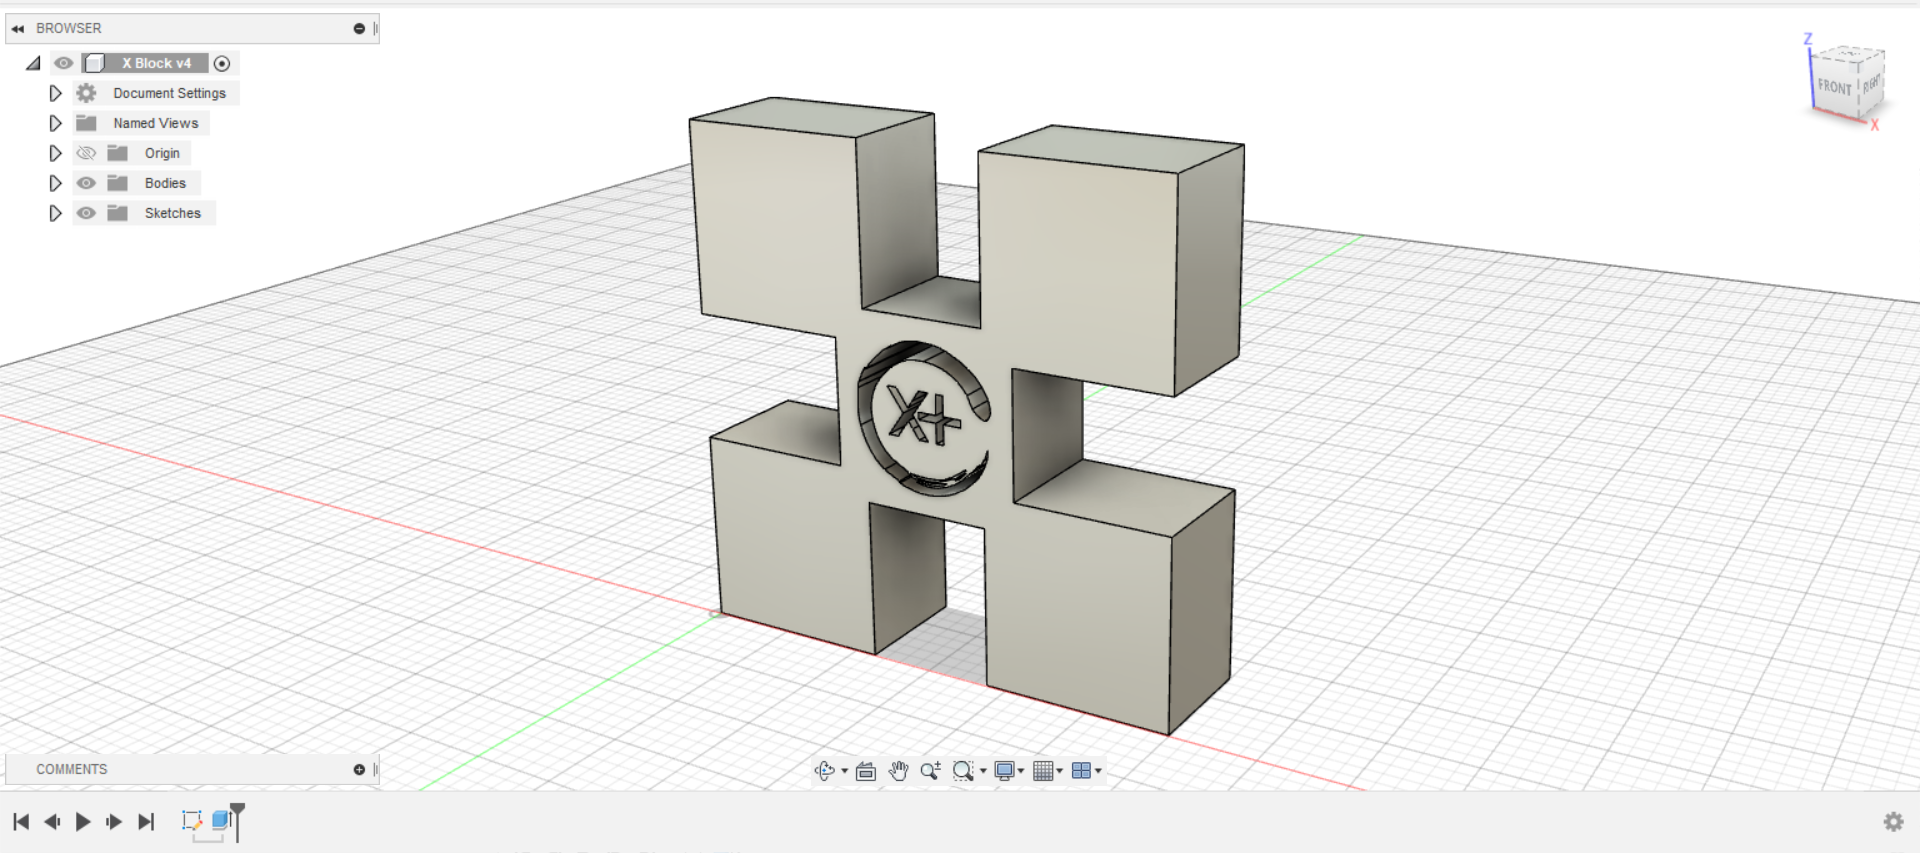 BROWSER
X Block v4
Document Settings
Named Views
Origin
Bodies
Sketches
Z
FRONT
RIGHT
X
X+
COMMENTS